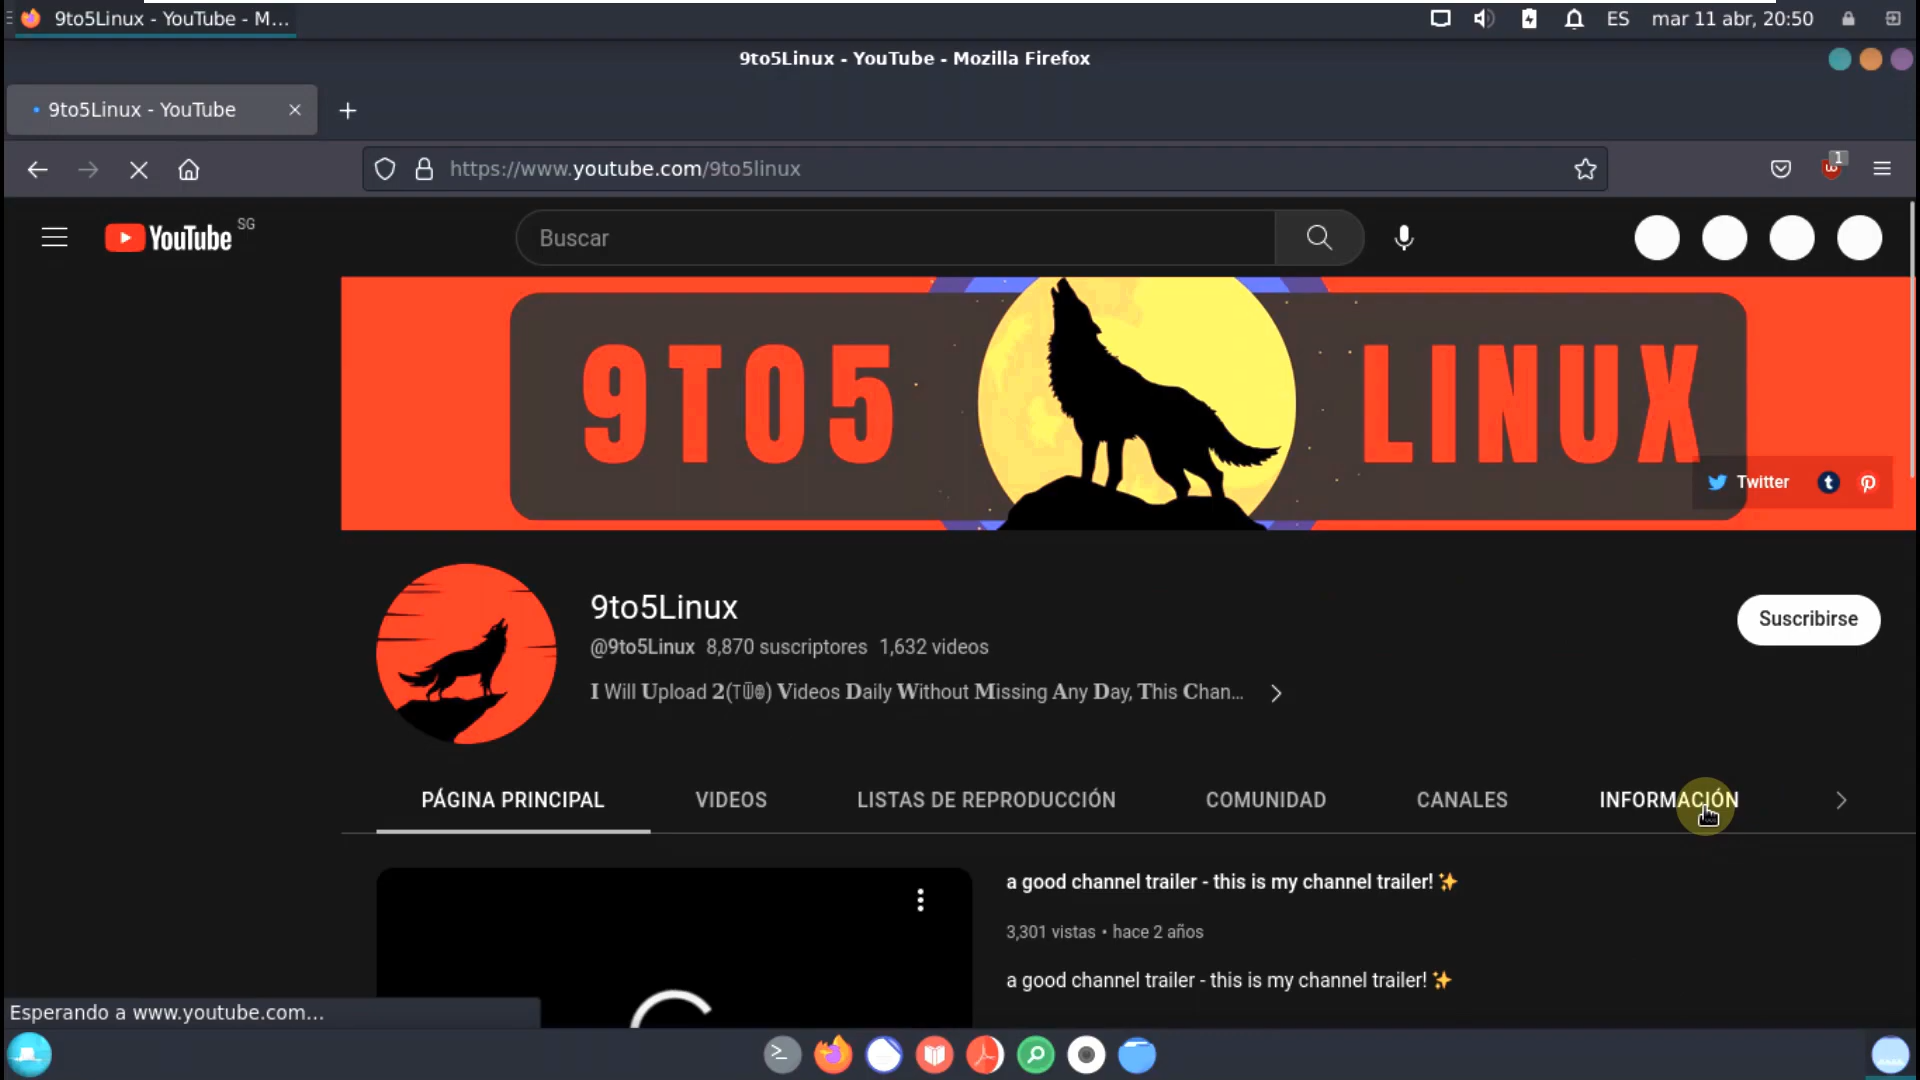 9to5Linux - YouTube - M...
ES
mar 11 abr, 20:50
9to5Linux - YouTube - Mozilla Firefox
9to5Linux - YouTube
https://www.youtube.com/9to5linux
1
YouTube SG
Buscar
9TO5 LINUX
Twitter
9to5Linux
@9to5Linux 8,870 suscriptores 1,632 videos
Suscribirse
𝐈 Will 𝐔pload 𝟐(TW̺̿O̺̿) 𝐕ideos 𝐃aily 𝐖ithout 𝐌issing 𝐀ny 𝐃ay, 𝐓his 𝐂han...
PÁGINA PRINCIPAL VIDEOS LISTAS DE REPRODUCCIÓN COMUNIDAD CANALES INFORMACIÓN
a good channel trailer - this is my channel trailer! ✨
3,301 vistas • hace 2 años
a good channel trailer - this is my channel trailer! ✨
Esperando a www.youtube.com...